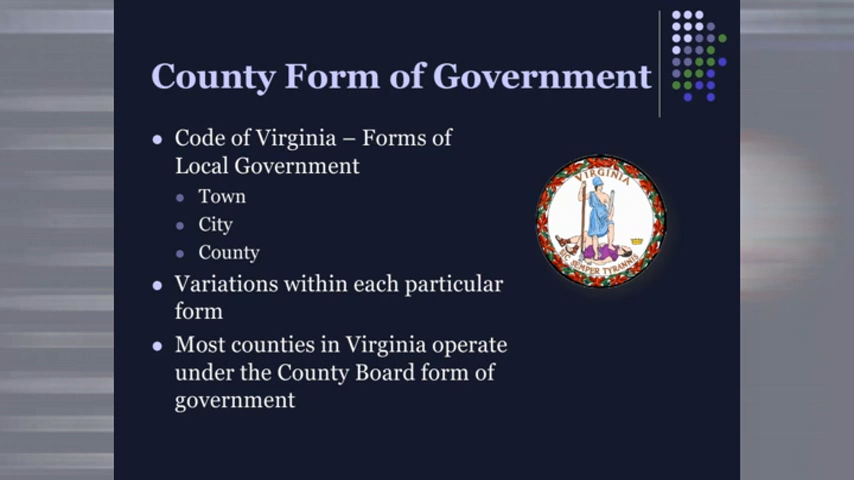 County Form of Government
Code of Virginia – Forms of
Local Government
Town
City
County
Variations within each particular
form
Most counties in Virginia operate
under the County Board form of
government
VIRGINIA
SIC SEMPER TYRANNIS